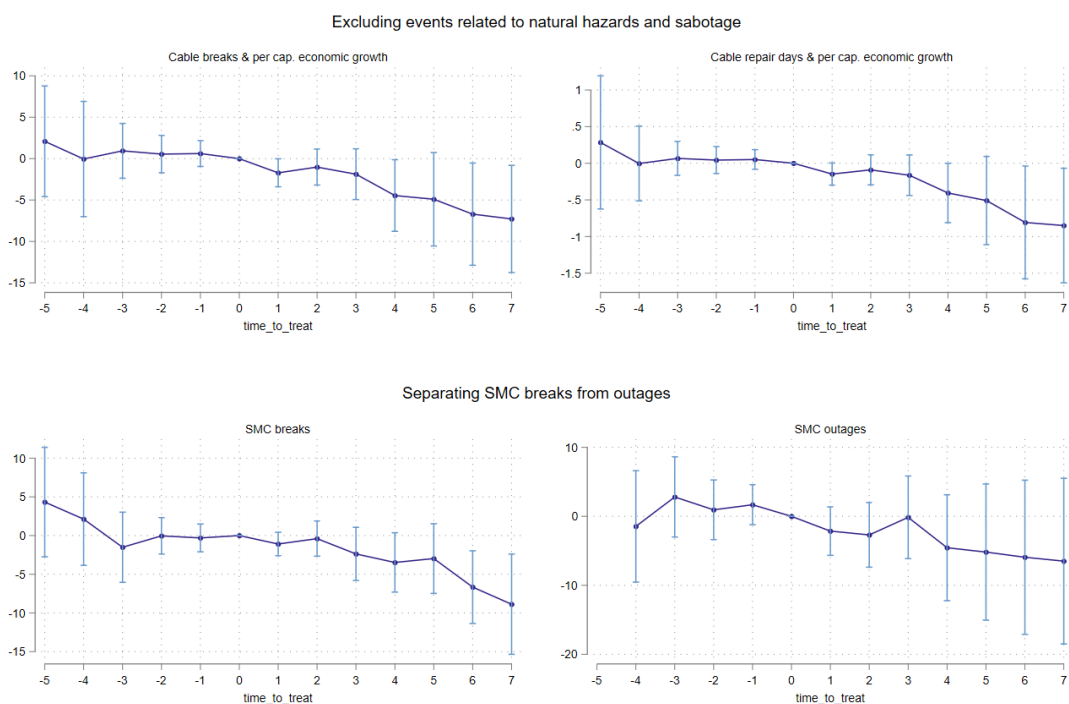 Excluding events related to natural hazards and sabotage
Cable breaks & per cap. economic growth
10
5
0
-5
-10
-15
-5 -4 -3 -2 -1 0 1 2 3 4 5 6 7
time_to_treat
Cable repair days & per cap. economic growth
1
.5
0
-.5
-1
-1.5
-5 -4 -3 -2 -1 0 1 2 3 4 5 6 7
time_to_treat
Separating SMC breaks from outages
SMC breaks
10
5
0
-5
-10
-15
-5 -4 -3 -2 -1 0 1 2 3 4 5 6 7
time_to_treat
SMC outages
10
0
-10
-20
-5 -4 -3 -2 -1 0 1 2 3 4 5 6 7
time_to_treat